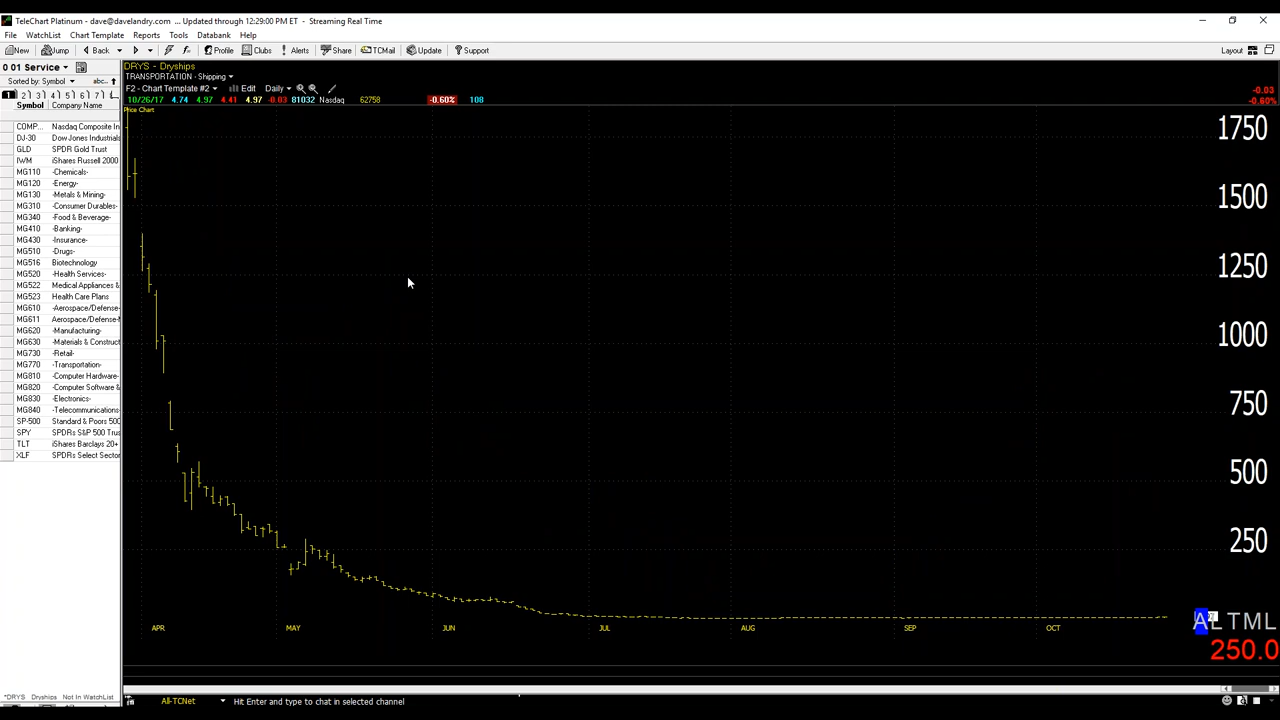 TeleChart Platinum - dave@davelandry.com ... Updated through 12:29:00 PM ET - Streaming Real Time
File WatchList Chart Template Reports Tools Databank Help
New Jump Back Profile Clubs Alerts Share TCMail Update Support Layout
0 01 Service
Sorted by: Symbol abc..
1 2 3 4 5 6 7
Symbol Company Name
COMP... Nasdaq Composite In
DJ-30 Dow Jones Industrials
GLD SPDR Gold Trust
IWM iShares Russell 2000
MG110 -Chemicals-
MG120 -Energy-
MG130 -Metals & Mining-
MG310 -Consumer Durables-
MG340 -Food & Beverage-
MG410 -Banking-
MG430 -Insurance-
MG510 -Drugs-
MG516 Biotechnology
MG520 -Health Services-
MG522 Medical Appliances &
MG523 Health Care Plans
MG610 -Aerospace/Defense-
MG611 Aerospace/Defense-
MG620 -Manufacturing-
MG630 -Materials & Construct
MG730 -Retail-
MG770 -Transportation-
MG810 -Computer Hardware-
MG820 -Computer Software &
MG830 -Electronics-
MG840 -Telecommunications-
SP-500 Standard & Poors 500
SPY SPDRs S&P 500 Trus
TLT iShares Barclays 20+
XLF SPDRs Select Sector
*DRYS Dryships Not In WatchList
DRYS - Dryships
TRANSPORTATION - Shipping
F2 - Chart Template #2 Edit Daily
10/26/17 4.74 4.97 4.41 4.97 -0.03 81032 Nasdaq 62758 -0.60% 108
-0.03
-0.60%
Price Chart
1750
1500
1250
1000
750
500
250
APR MAY JUN JUL AUG SEP OCT
ALTML
250.0
All-TCNet Hit Enter and type to chat in selected channel